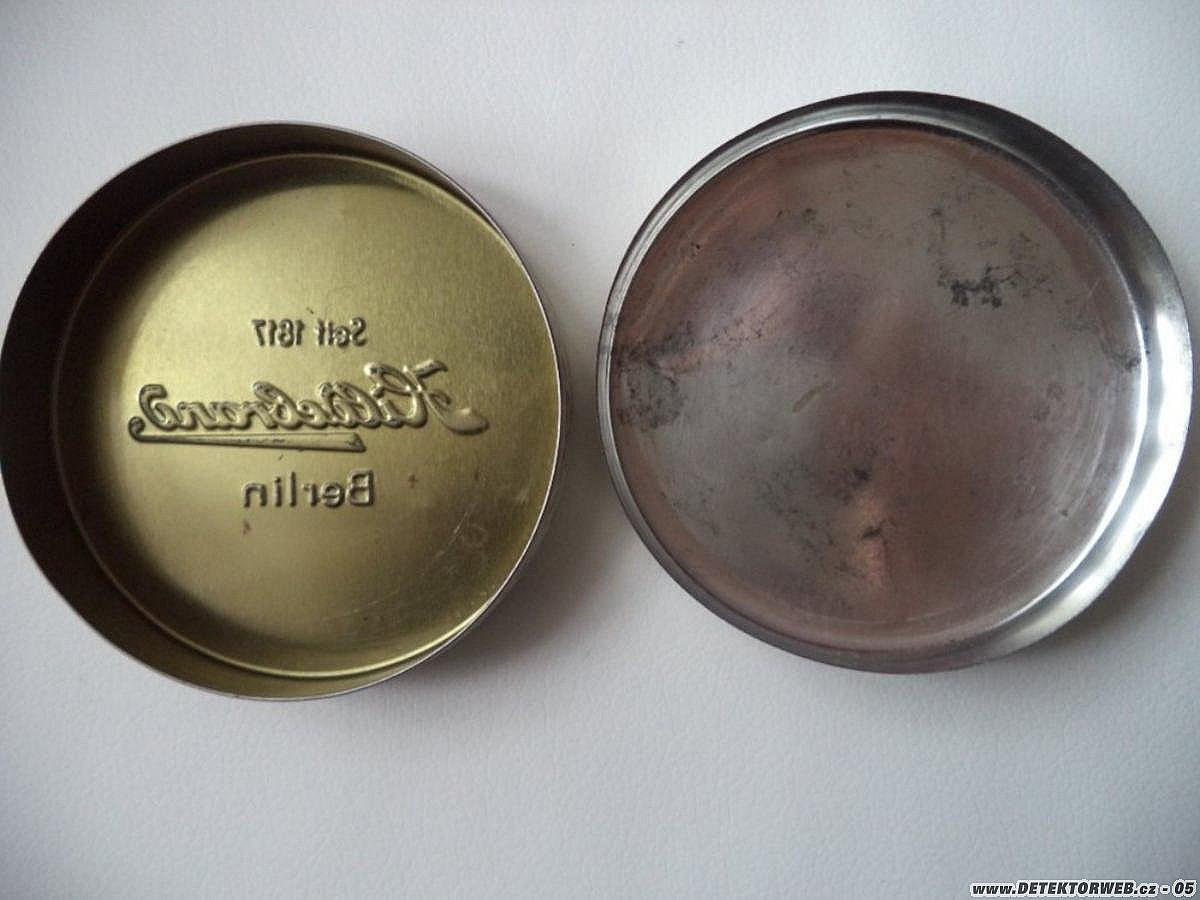 Seit 1817
Hildebrand
Berlin
www.DETEKTORWEB.cz - 05